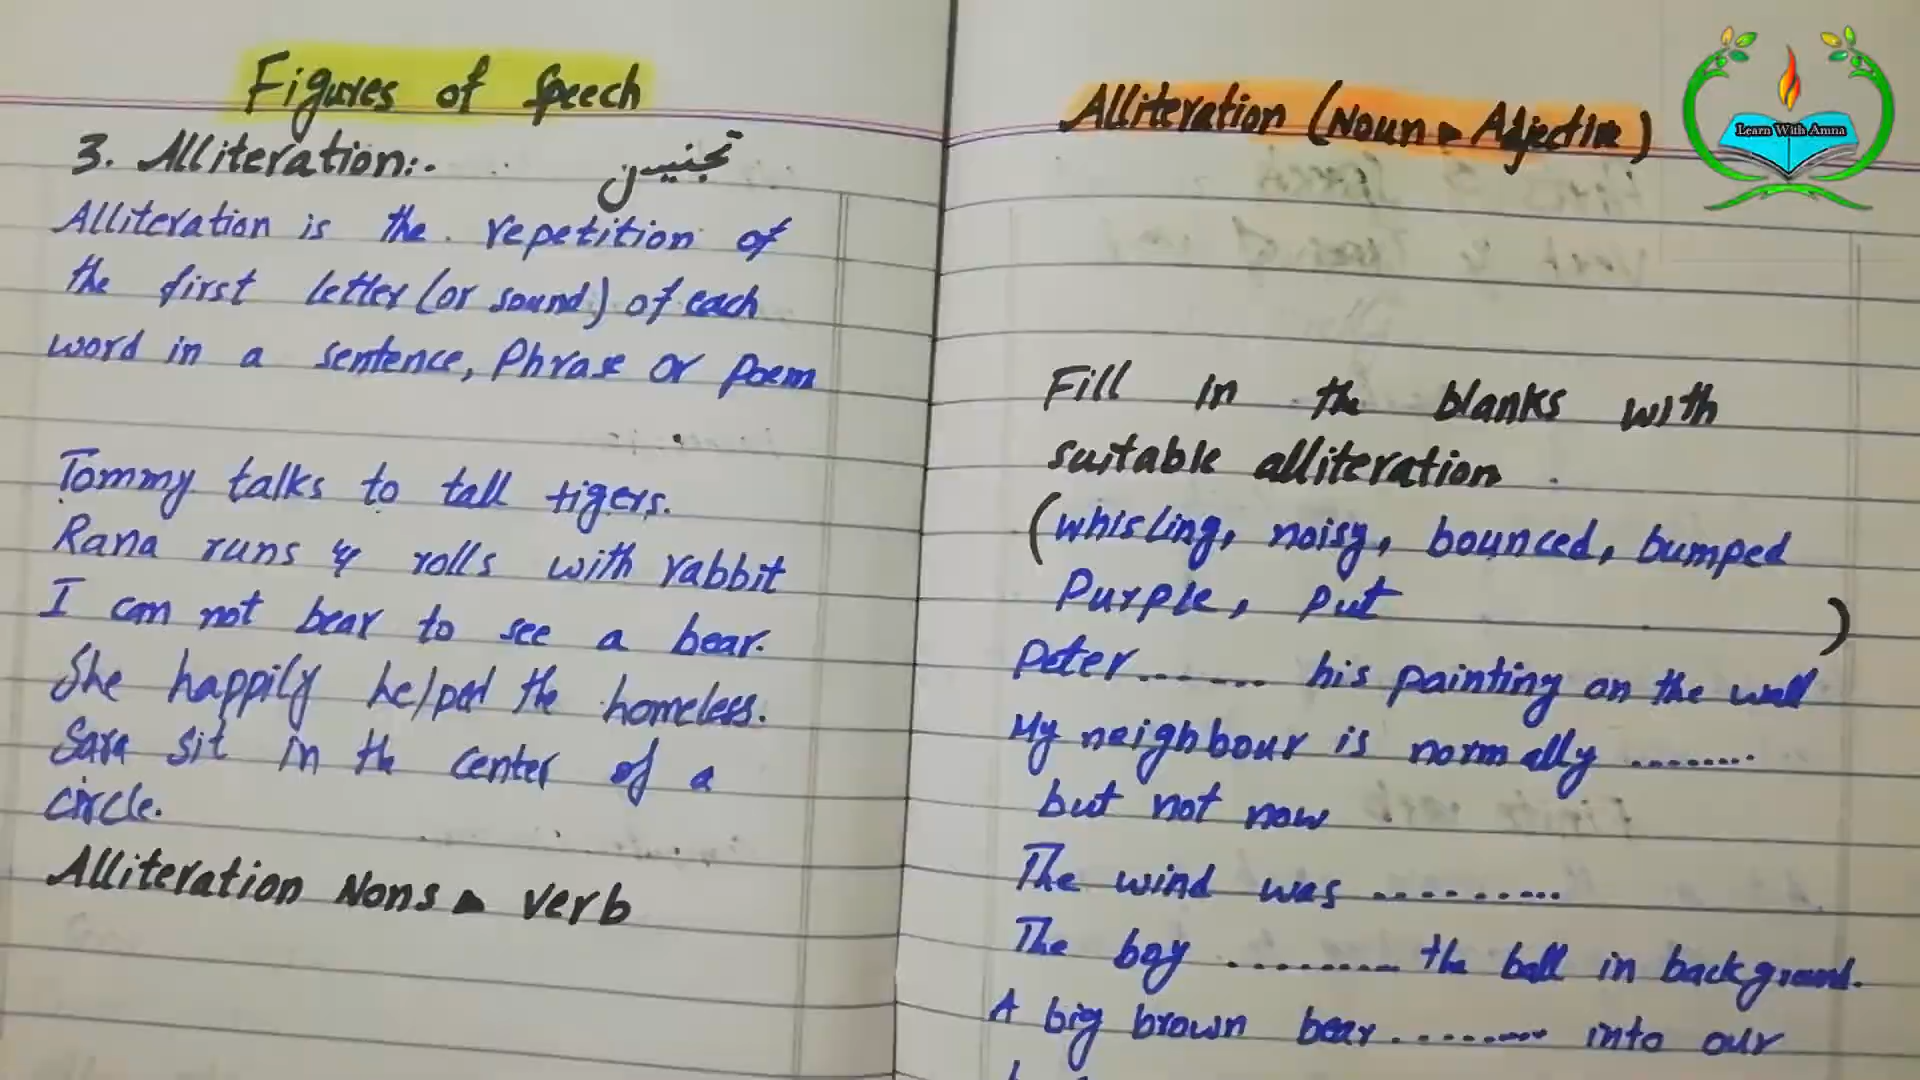 Figures of Speech
3. Alliteration:-
تجنیس
Alliteration is the repetition of
the first letter (or sound) of each
word in a sentence, Phrase or poem
Tommy talks to tall tigers.
Rana runs & rolls with rabbit
I can not bear to see a bear.
She happily helped the homeless.
Sara sit in the center of a
circle.
Alliteration Nons ▸ verb
Alliteration (Noun ▸ Adjective)
Learn With Amna
Fill in the blanks with
suitable alliteration.
(whisling, noisy, bounced, bumped
Purple, put )
Peter....... his painting on the wall
My neighbour is normally ........
but not now
The wind was ..........
The boy ......... the ball in background.
A big brown bear ......... into our